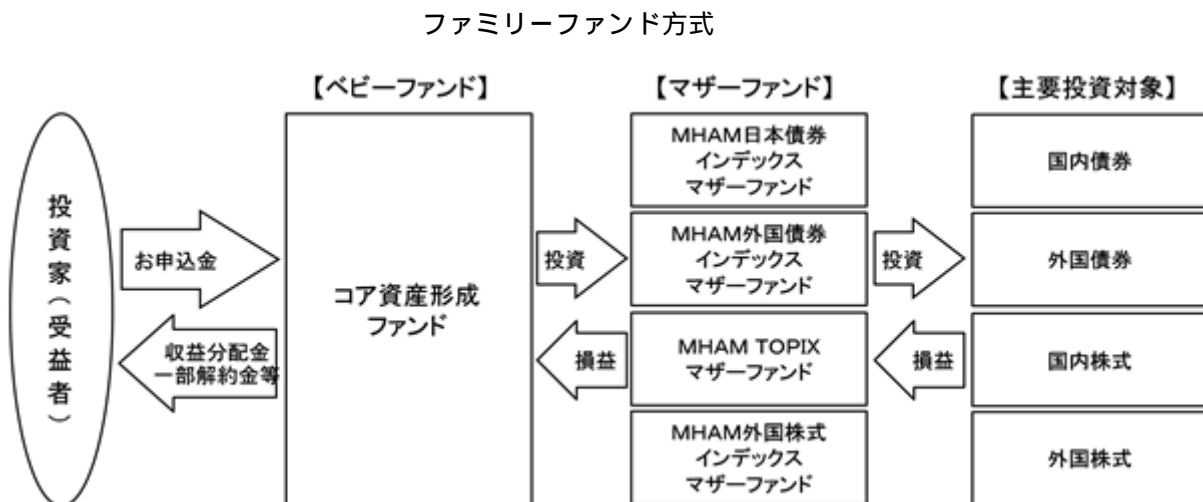 ファミリーファンド方式
【ベビーファンド】
【マザーファンド】
【主要投資対象】
投資家(受益者)
お申込金
収益分配金
一部解約金等
コア資産形成
ファンド
投資
損益
MHAM日本債券
インデックス
マザーファンド
MHAM外国債券
インデックス
マザーファンド
MHAM TOPIX
マザーファンド
MHAM外国株式
インデックス
マザーファンド
投資
損益
国内債券
外国債券
国内株式
外国株式